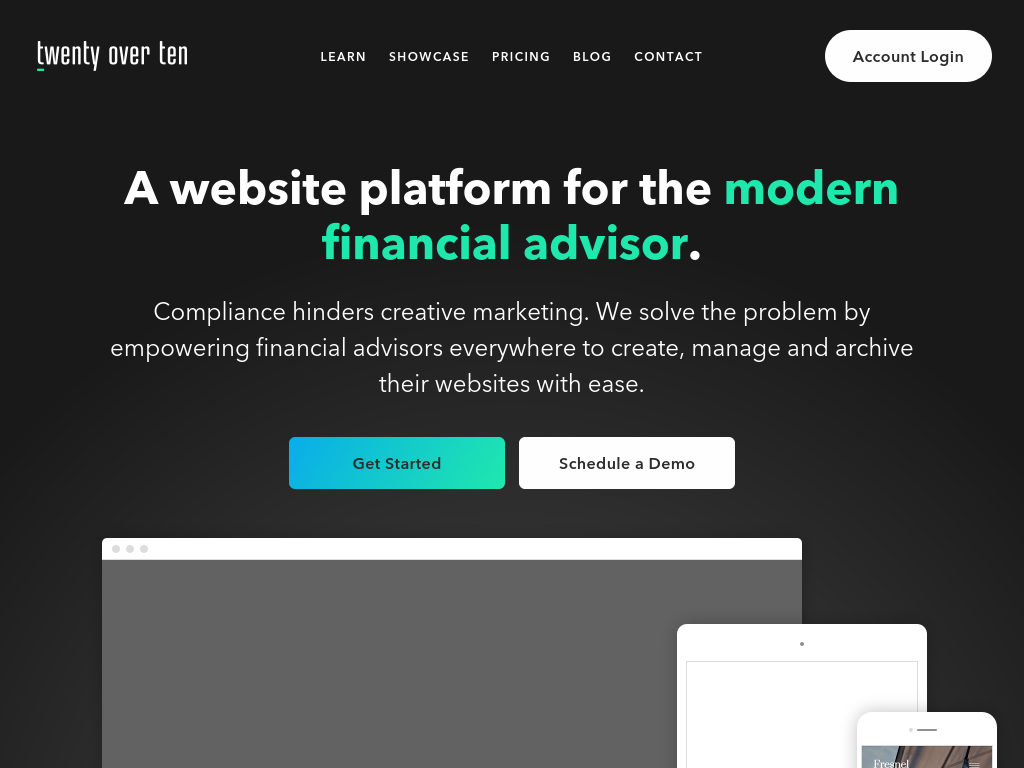 twenty over ten
LEARN SHOWCASE PRICING BLOG CONTACT
Account Login
A website platform for the modern
financial advisor.
Compliance hinders creative marketing. We solve the problem by
empowering financial advisors everywhere to create, manage and archive
their websites with ease.
Get Started
Schedule a Demo
Fresnel